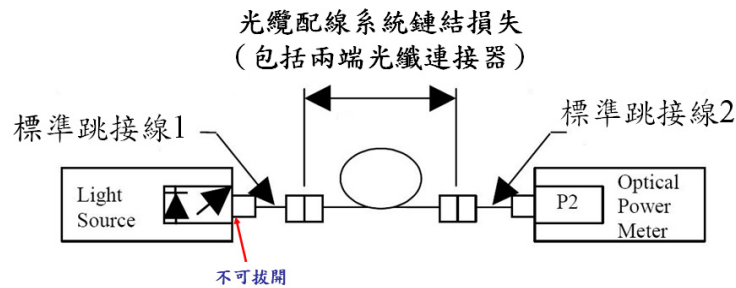 光纜配線系統鏈結損失
（包括兩端光纖連接器）
標準跳接線1
標準跳接線2
Light
Source
P2
Optical
Power
Meter
不可拔開